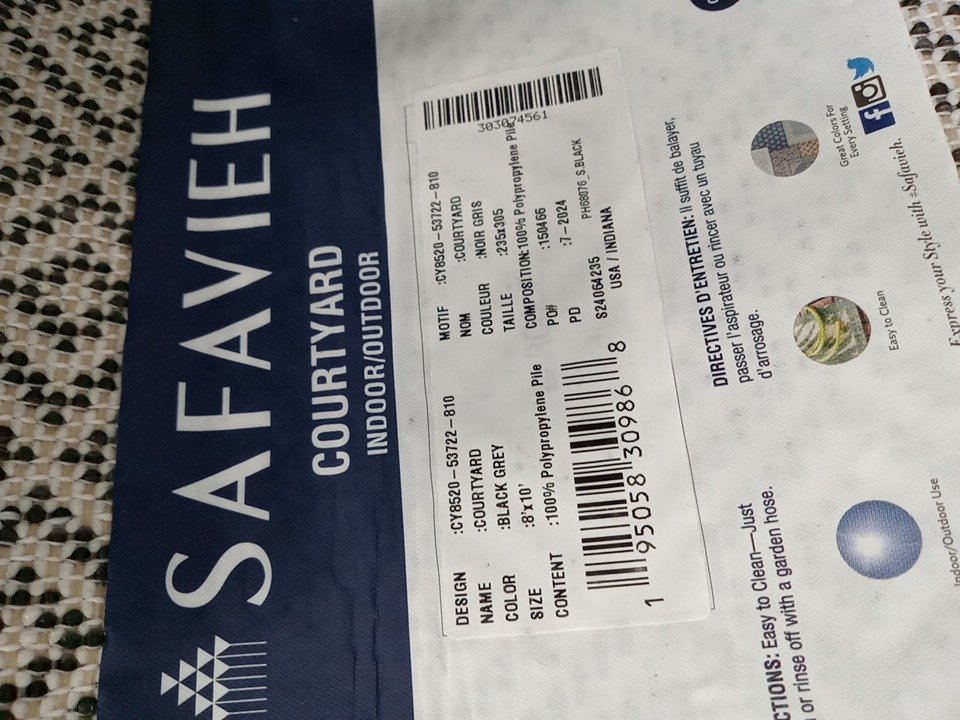 SAFAVIEH
COURTYARD
INDOOR/OUTDOOR
303074561
DESIGN :CY8520-53722-810
NAME :COURTYARD
COLOR :BLACK GREY
SIZE :8'x10'
CONTENT :100% Polypropylene Pile
1 95058 30986 8
MOTIF :CY8520-53722-810
NOM :COURTYARD
COULEUR :NOIR GRIS
TAILLE :235x305
COMPOSITION:100% Polypropylene Pile
PO# :150466
PD :7-2024
S24064235 PH68076_S.BLACK
USA / INDIANA
CTIONS: Easy to Clean—Just
or rinse off with a garden hose.
DIRECTIVES D'ENTRETIEN: Il suffit de balayer,
passer l'aspirateur ou rincer avec un tuyau
d'arrosage.
Indoor/Outdoor Use
Easy to Clean
Great Colors For
Every Setting
Express your Style with #Safavieh.